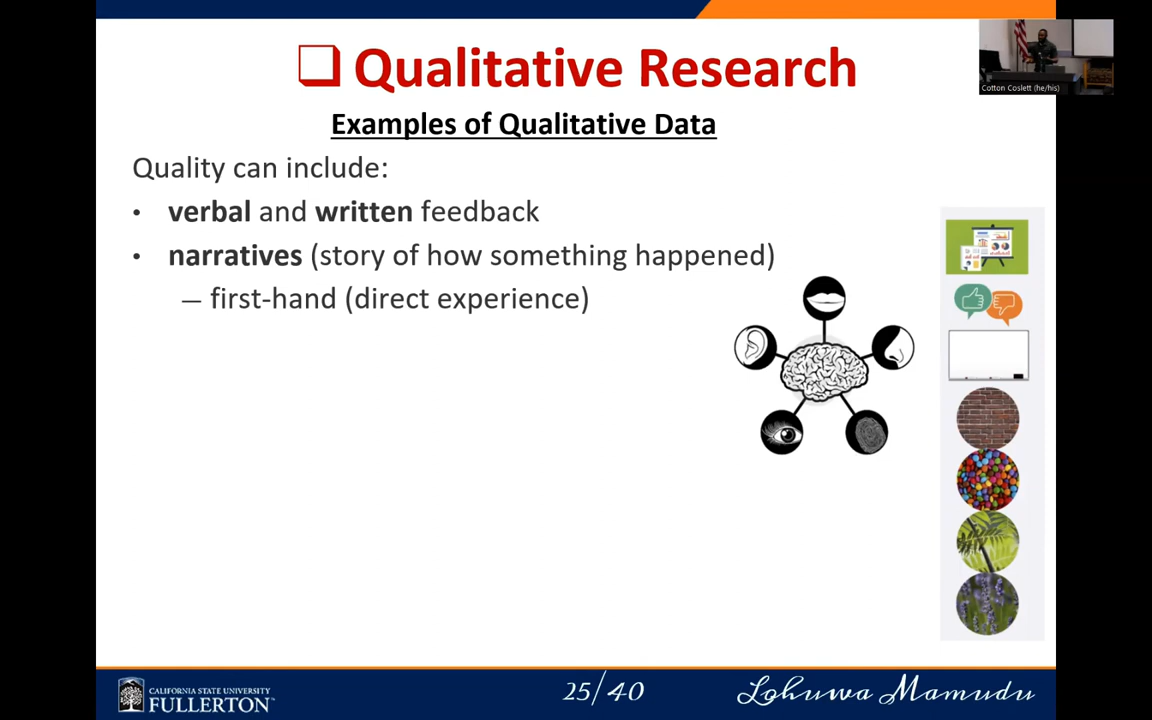 Qualitative Research
Cotton Coslett (he/his)
Examples of Qualitative Data
Quality can include:
• verbal and written feedback
• narratives (story of how something happened)
– first-hand (direct experience)
CALIFORNIA STATE UNIVERSITY
FULLERTON™
25/40
Lohuwa Mamudu